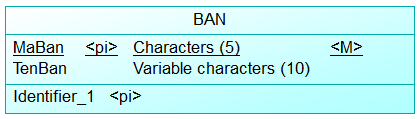 BAN
MaBan <pi> Characters (5) <M>
TenBan Variable characters (10)
Identifier_1 <pi>